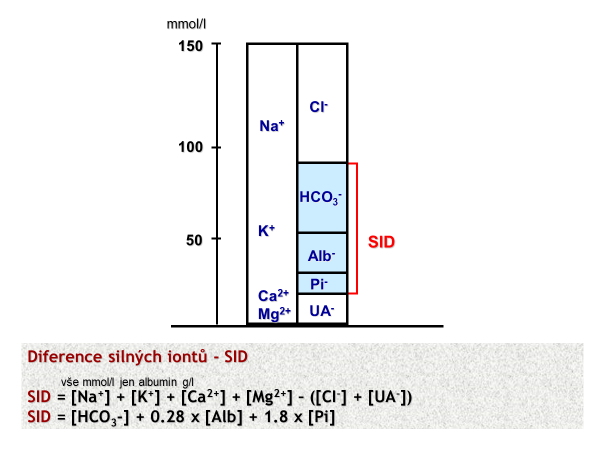 mmol/l
150
100
50
Na⁺
K⁺
Ca²⁺
Mg²⁺
Cl⁻
HCO₃⁻
Alb⁻
Pi⁻
UA⁻
SID
Diference silných iontů - SID
vše mmol/l jen albumin g/l
SID = [Na⁺] + [K⁺] + [Ca²⁺] + [Mg²⁺] – ([Cl⁻] + [UA⁻])
SID = [HCO₃-] + 0.28 x [Alb] + 1.8 x [Pi]